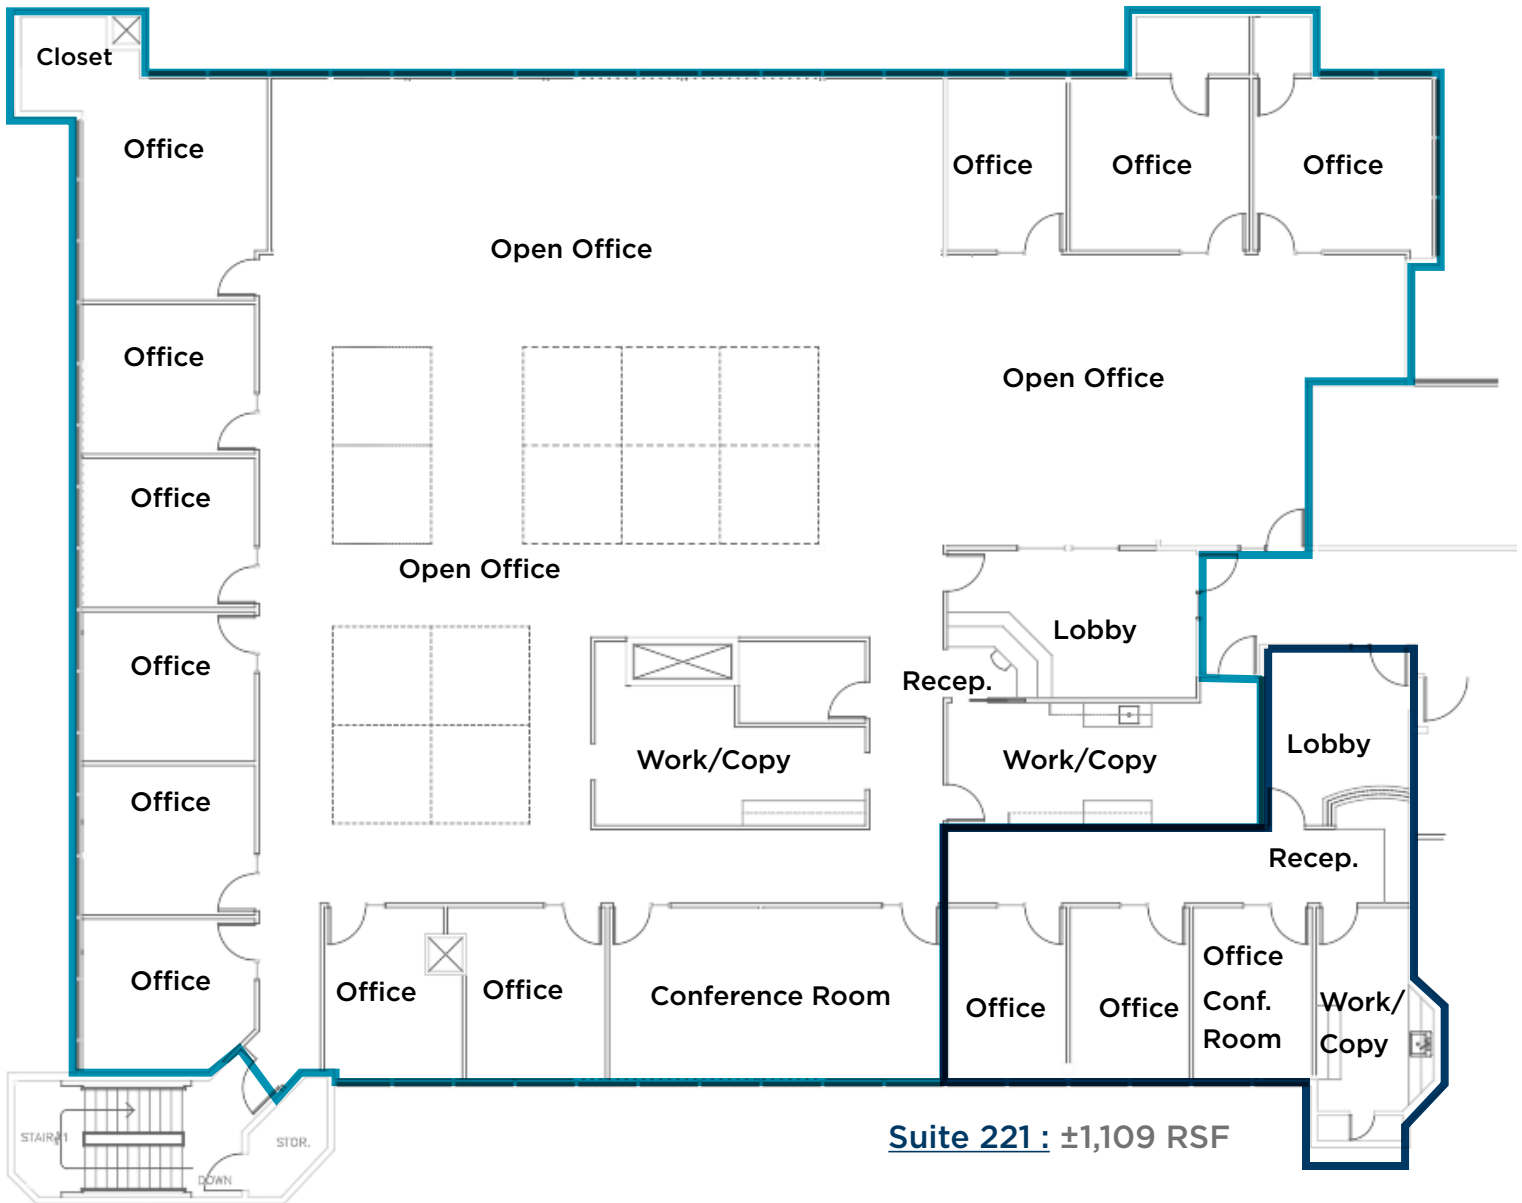 Closet
Office
Office
Office
Office
Open Office
Office
Open Office
Office
Open Office
Lobby
Office
Recep.
Lobby
Work/Copy
Work/Copy
Office
Recep.
Office
Office
Office
Conference Room
Office
Office
Office
Conf.
Room
Work/
Copy
Suite 221 : ±1,109 RSF
STAIR 1
STOR.
DOWN